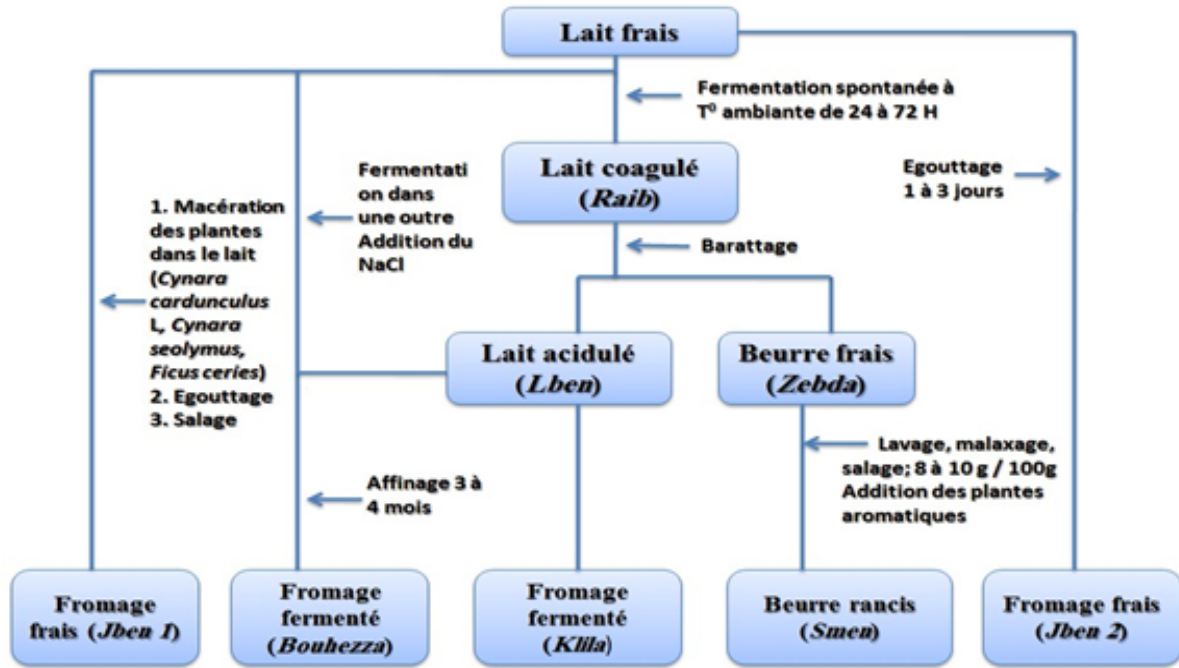 Lait frais
Fermentation spontanée à
T⁰ ambiante de 24 à 72 H
Lait coagulé
(Raib)
Fermentati
on dans
une outre
Addition du
NaCl
Egouttage
1 à 3 jours
1. Macération
des plantes
dans le lait
(Cynara
cardunculus
L, Cynara
seolymus,
Ficus ceries)
2. Egouttage
3. Salage
Barattage
Lait acidulé
(Lben)
Beurre frais
(Zebda)
Lavage, malaxage,
salage; 8 à 10 g / 100g
Addition des plantes
aromatiques
Affinage 3 à
4 mois
Fromage
frais (Jben 1)
Fromage
fermenté
(Bouhezza)
Fromage
fermenté
(Klila)
Beurre rancis
(Smen)
Fromage frais
(Jben 2)